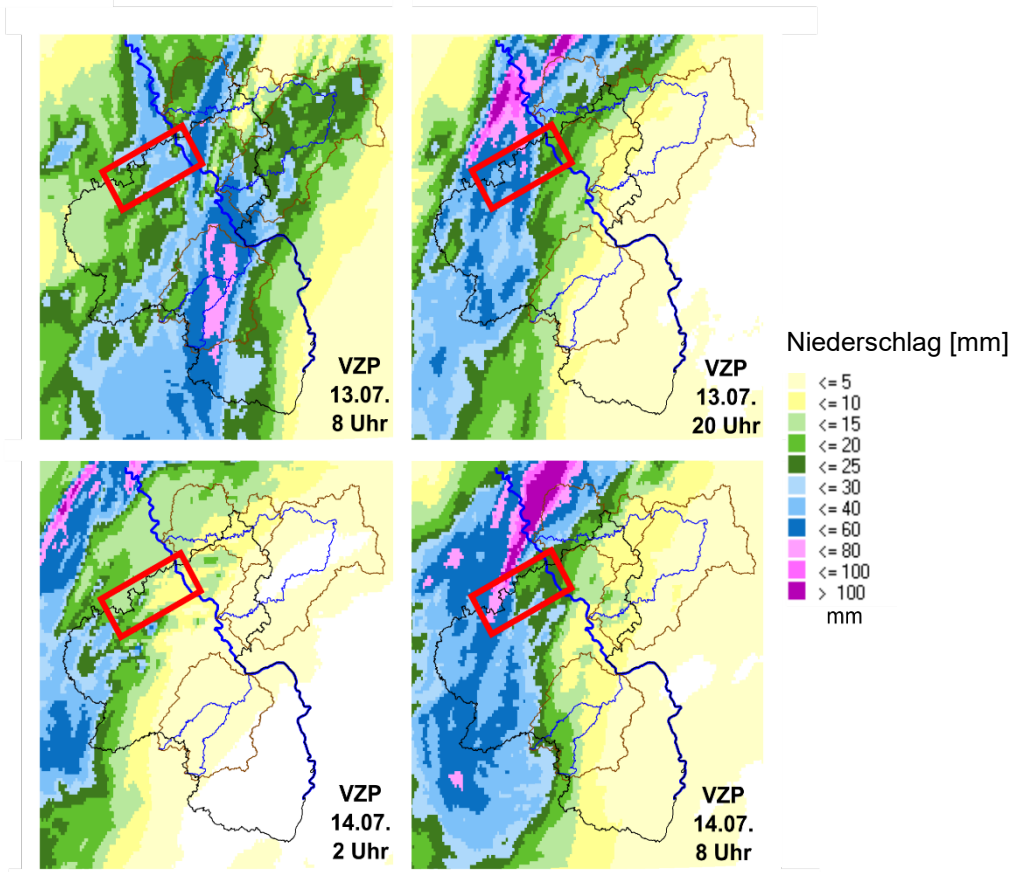 VZP
13.07.
8 Uhr
VZP
13.07.
20 Uhr
Niederschlag [mm]
<= 5
<= 10
<= 15
<= 20
<= 25
<= 30
<= 40
<= 60
<= 80
<= 100
> 100
mm
VZP
14.07.
2 Uhr
VZP
14.07.
8 Uhr